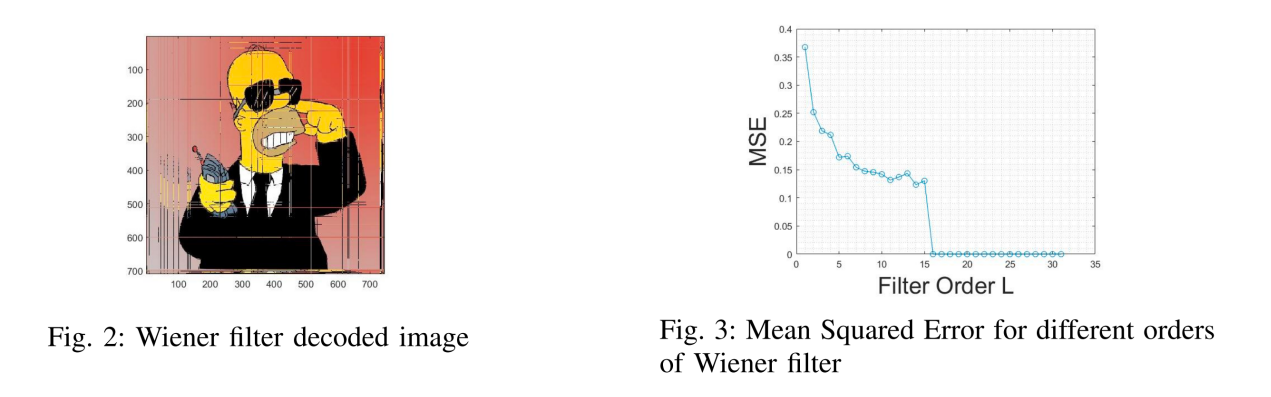 100
200
300
400
500
600
700
100 200 300 400 500 600 700
Fig. 2: Wiener filter decoded image
0.4
0.35
0.3
0.25
0.2
0.15
0.1
0.05
0
0 5 10 15 20 25 30 35
MSE
Filter Order L
Fig. 3: Mean Squared Error for different orders
of Wiener filter